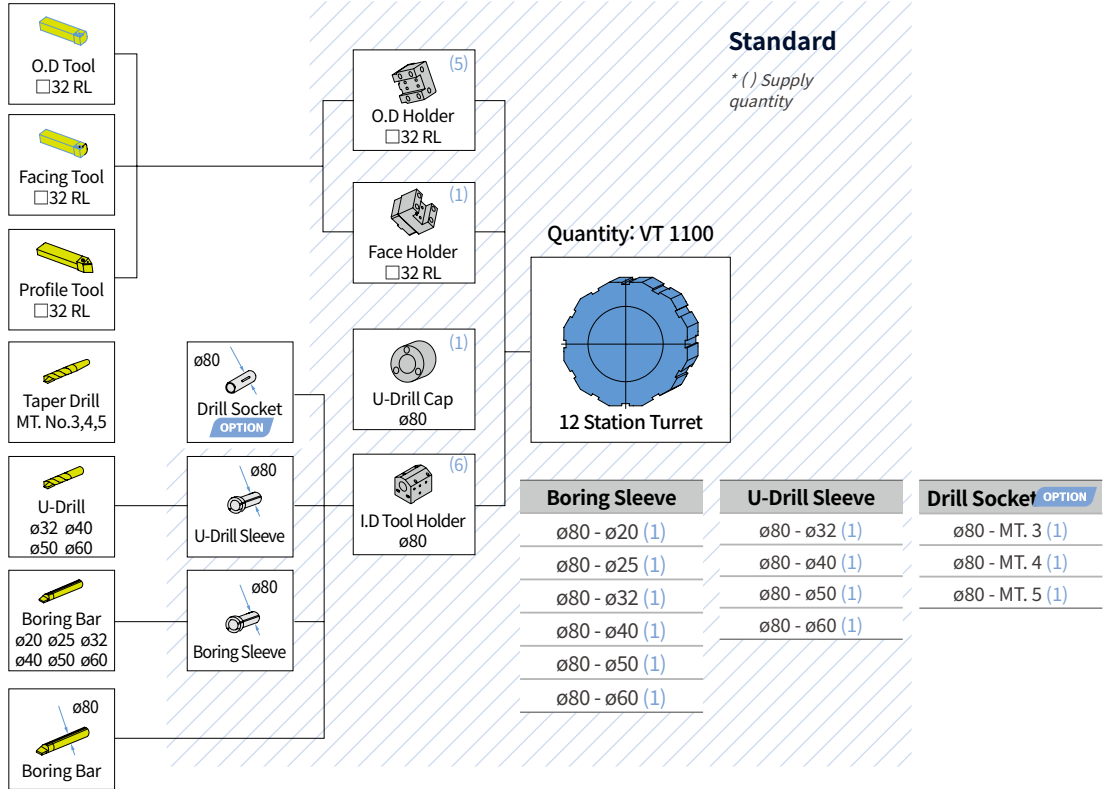 O.D Tool
□32 RL
Facing Tool
□32 RL
Profile Tool
□32 RL
Taper Drill
MT. No.3,4,5
U-Drill
ø32 ø40
ø50 ø60
Boring Bar
ø20 ø25 ø32
ø40 ø50 ø60
ø80
Boring Bar
ø80
Drill Socket
OPTION
ø80
U-Drill Sleeve
ø80
Boring Sleeve
(5)
O.D Holder
□32 RL
(1)
Face Holder
□32 RL
(1)
U-Drill Cap
ø80
(6)
I.D Tool Holder
ø80
Standard
* ( ) Supply
quantity
Quantity: VT 1100
12 Station Turret
Boring Sleeve
ø80 - ø20 (1)
ø80 - ø25 (1)
ø80 - ø32 (1)
ø80 - ø40 (1)
ø80 - ø50 (1)
ø80 - ø60 (1)
U-Drill Sleeve
ø80 - ø32 (1)
ø80 - ø40 (1)
ø80 - ø50 (1)
ø80 - ø60 (1)
Drill Socket OPTION
ø80 - MT. 3 (1)
ø80 - MT. 4 (1)
ø80 - MT. 5 (1)